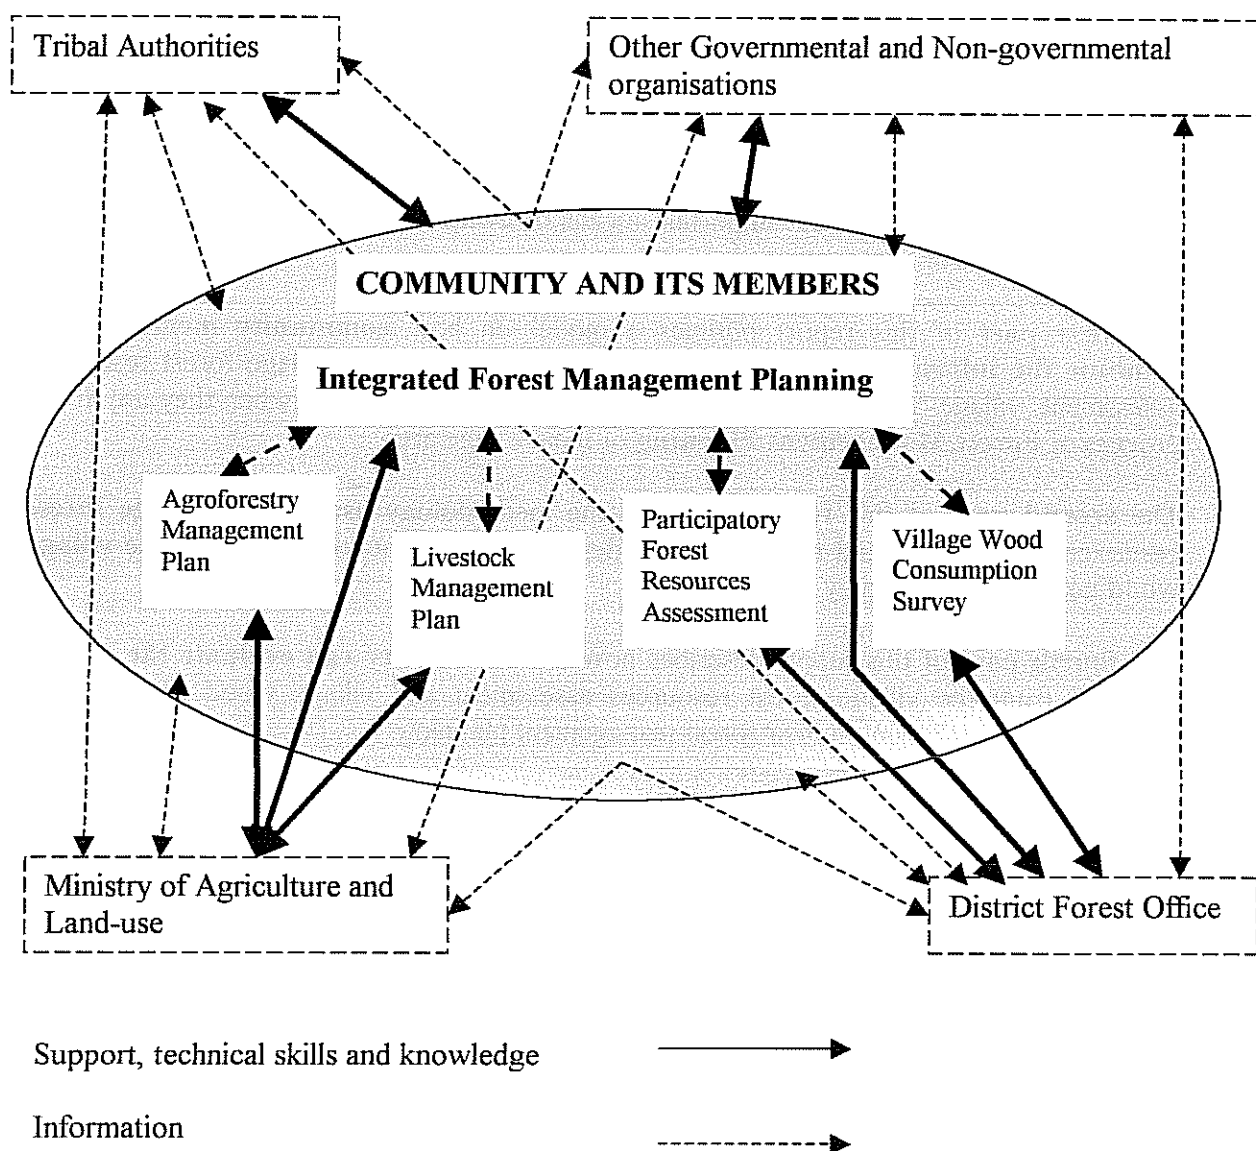 Tribal Authorities
Other Governmental and Non-governmental
organisations
COMMUNITY AND ITS MEMBERS
Integrated Forest Management Planning
Agroforestry
Management
Plan
Livestock
Management
Plan
Participatory
Forest
Resources
Assessment
Village Wood
Consumption
Survey
Ministry of Agriculture and
Land-use
District Forest Office
Support, technical skills and knowledge
Information